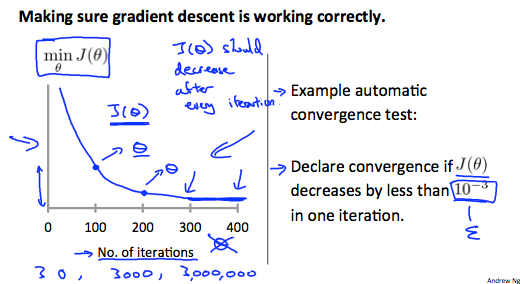 Making sure gradient descent is working correctly.
min J(θ)
θ
J(θ) should
decrease
after
every iteration.
J(θ)
θ
θ
0 100 200 300 400
No. of iterations
30, 3000, 3,000,000
Example automatic
convergence test:
Declare convergence if J(θ)
decreases by less than 10⁻³
in one iteration.
ε
Andrew Ng